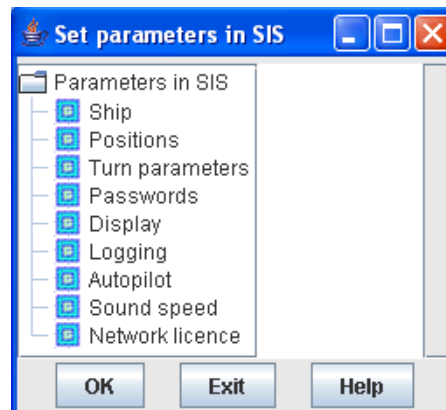 Set parameters in SIS
Parameters in SIS
Ship
Positions
Turn parameters
Passwords
Display
Logging
Autopilot
Sound speed
Network licence
OK Exit Help